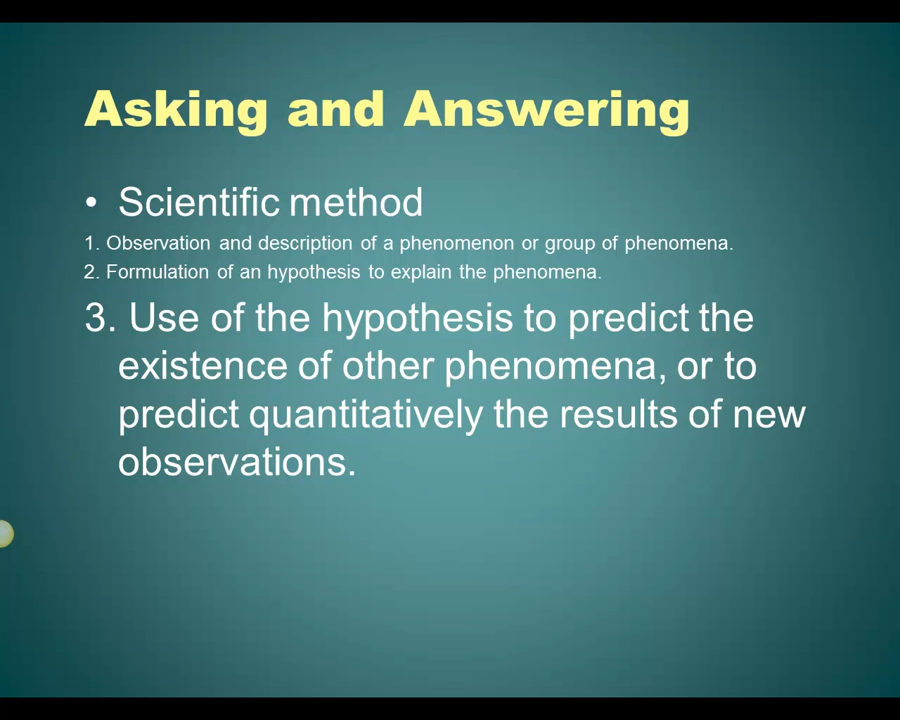 Asking and Answering
• Scientific method
1. Observation and description of a phenomenon or group of phenomena.
2. Formulation of an hypothesis to explain the phenomena.
3. Use of the hypothesis to predict the
existence of other phenomena, or to
predict quantitatively the results of new
observations.